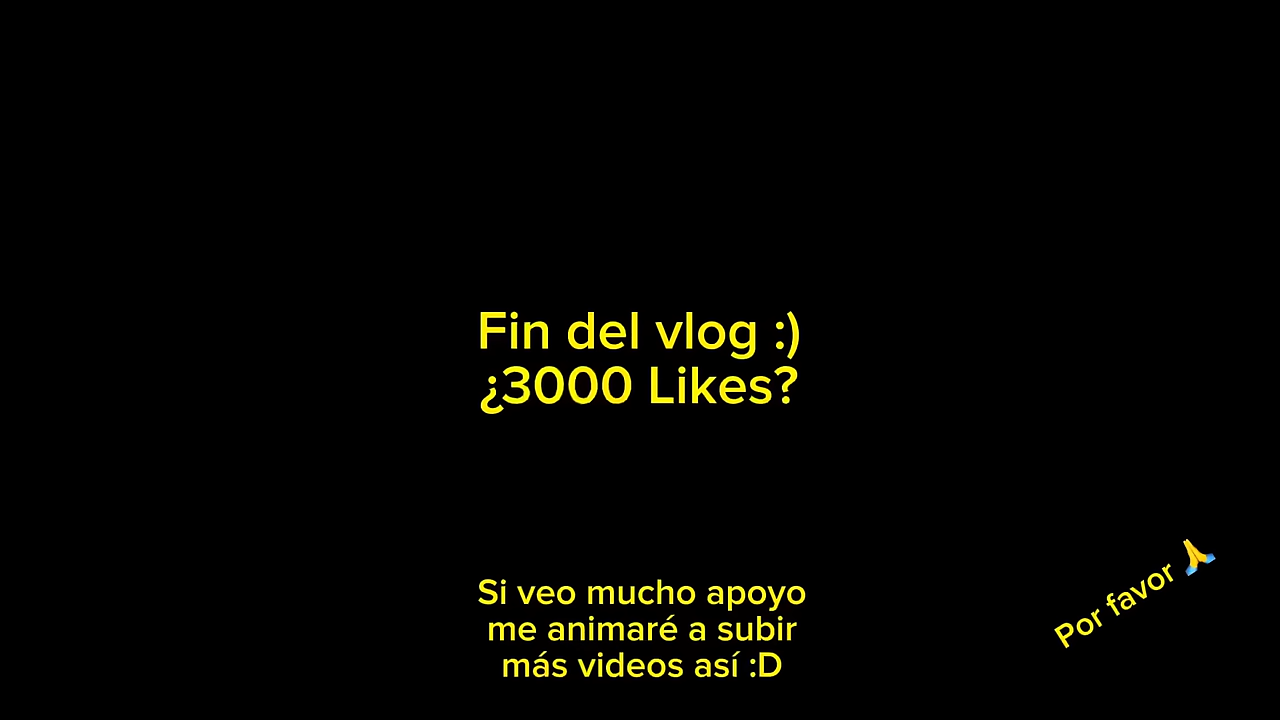 Fin del vlog :)
¿3000 Likes?
Por favor 🙏
Si veo mucho apoyo
me animaré a subir
más videos así :D